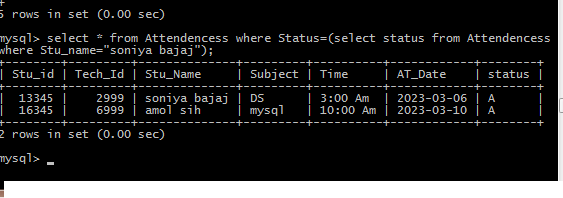 5 rows in set (0.00 sec)
mysql> select * from Attendencess where Status=(select status from Attendencess
where Stu_name="soniya bajaj");
+--------+---------+--------------+---------+----------+------------+--------+
| Stu_id | Tech_Id | Stu_Name | Subject | Time | AT_Date | status |
+--------+---------+--------------+---------+----------+------------+--------+
| 13345 | 2999 | soniya bajaj | DS | 3:00 Am | 2023-03-06 | A |
| 16345 | 6999 | amol sih | mysql | 10:00 Am | 2023-03-10 | A |
+--------+---------+--------------+---------+----------+------------+--------+
2 rows in set (0.00 sec)
mysql> _